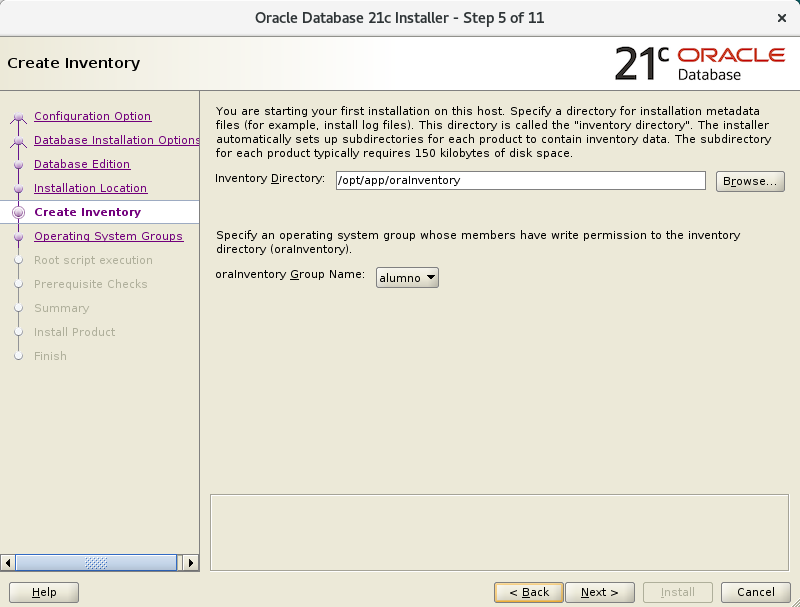 Oracle Database 21c Installer - Step 5 of 11
Create Inventory
21c ORACLE
Database
Configuration Option
Database Installation Options
Database Edition
Installation Location
Create Inventory
Operating System Groups
Root script execution
Prerequisite Checks
Summary
Install Product
Finish
You are starting your first installation on this host. Specify a directory for installation metadata
files (for example, install log files). This directory is called the "inventory directory". The installer
automatically sets up subdirectories for each product to contain inventory data. The subdirectory
for each product typically requires 150 kilobytes of disk space.
Inventory Directory: /opt/app/oraInventory Browse...
Specify an operating system group whose members have write permission to the inventory
directory (oraInventory).
oraInventory Group Name: alumno
Help < Back Next > Install Cancel